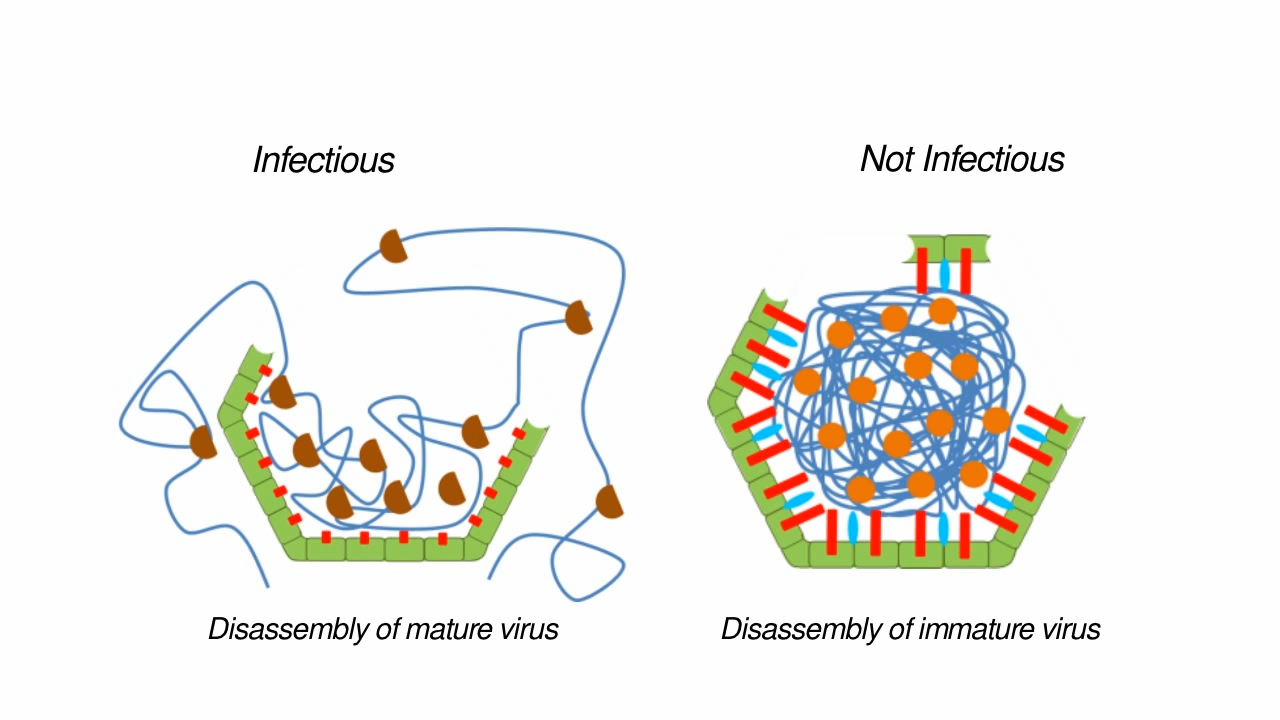 Infectious
Not Infectious
Disassembly of mature virus
Disassembly of immature virus